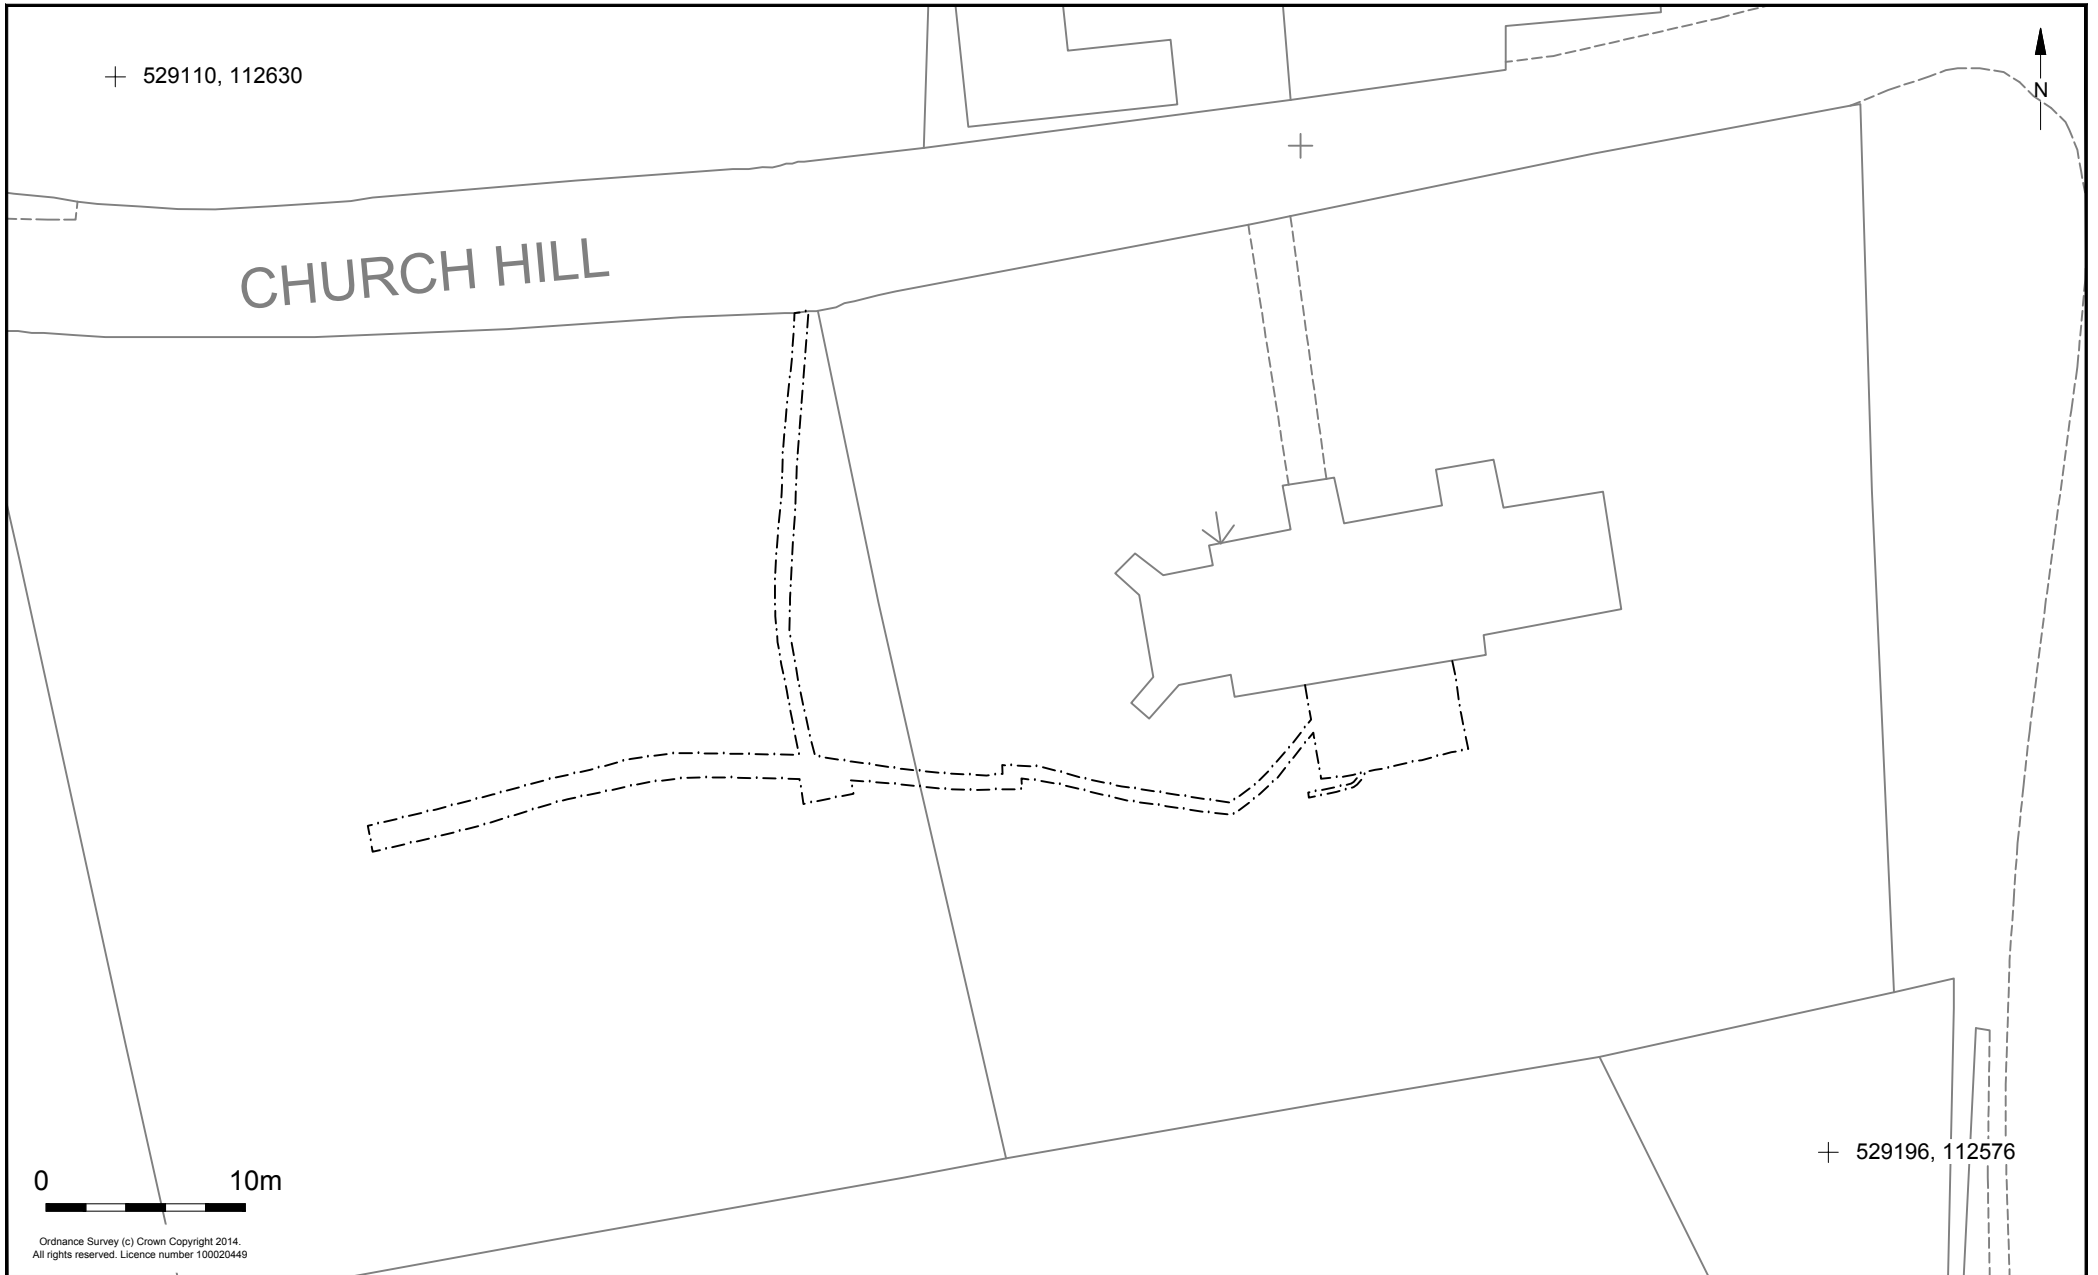 529110, 112630
N
CHURCH HILL
529196, 112576
0 10m
Ordnance Survey (c) Crown Copyright 2014.
All rights reserved. Licence number 100020449